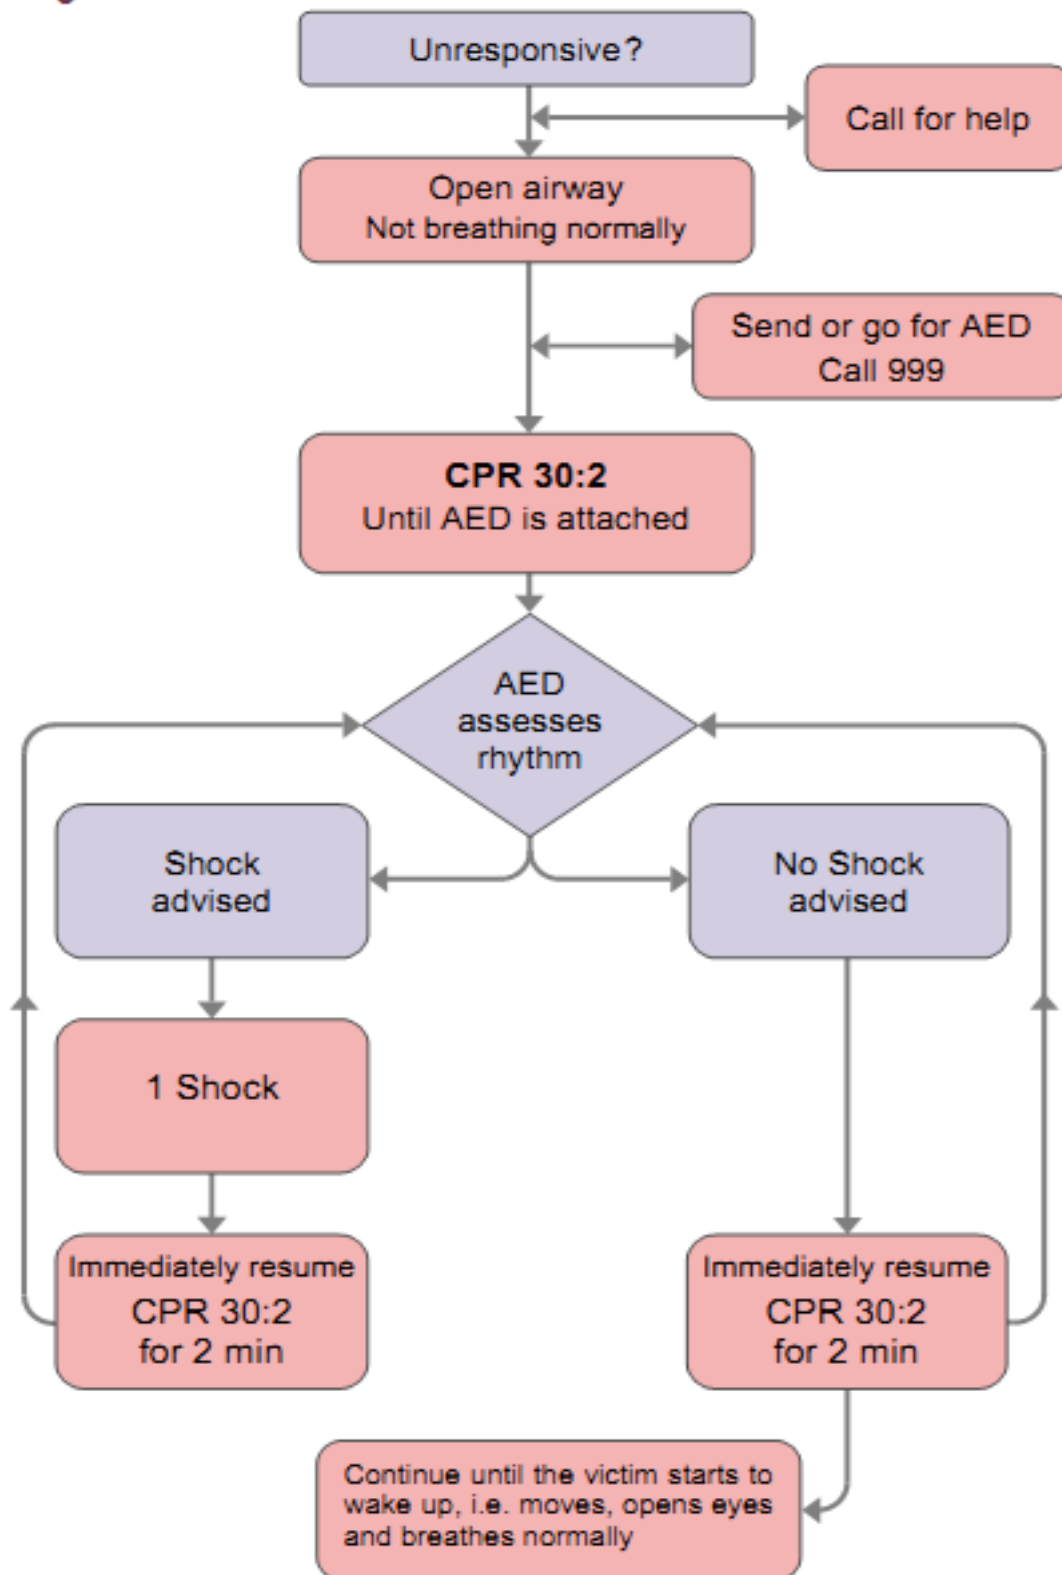 Unresponsive?
Call for help
Open airway
Not breathing normally
Send or go for AED
Call 999
CPR 30:2
Until AED is attached
AED
assesses
rhythm
Shock
advised
No Shock
advised
1 Shock
Immediately resume
CPR 30:2
for 2 min
Immediately resume
CPR 30:2
for 2 min
Continue until the victim starts to
wake up, i.e. moves, opens eyes
and breathes normally